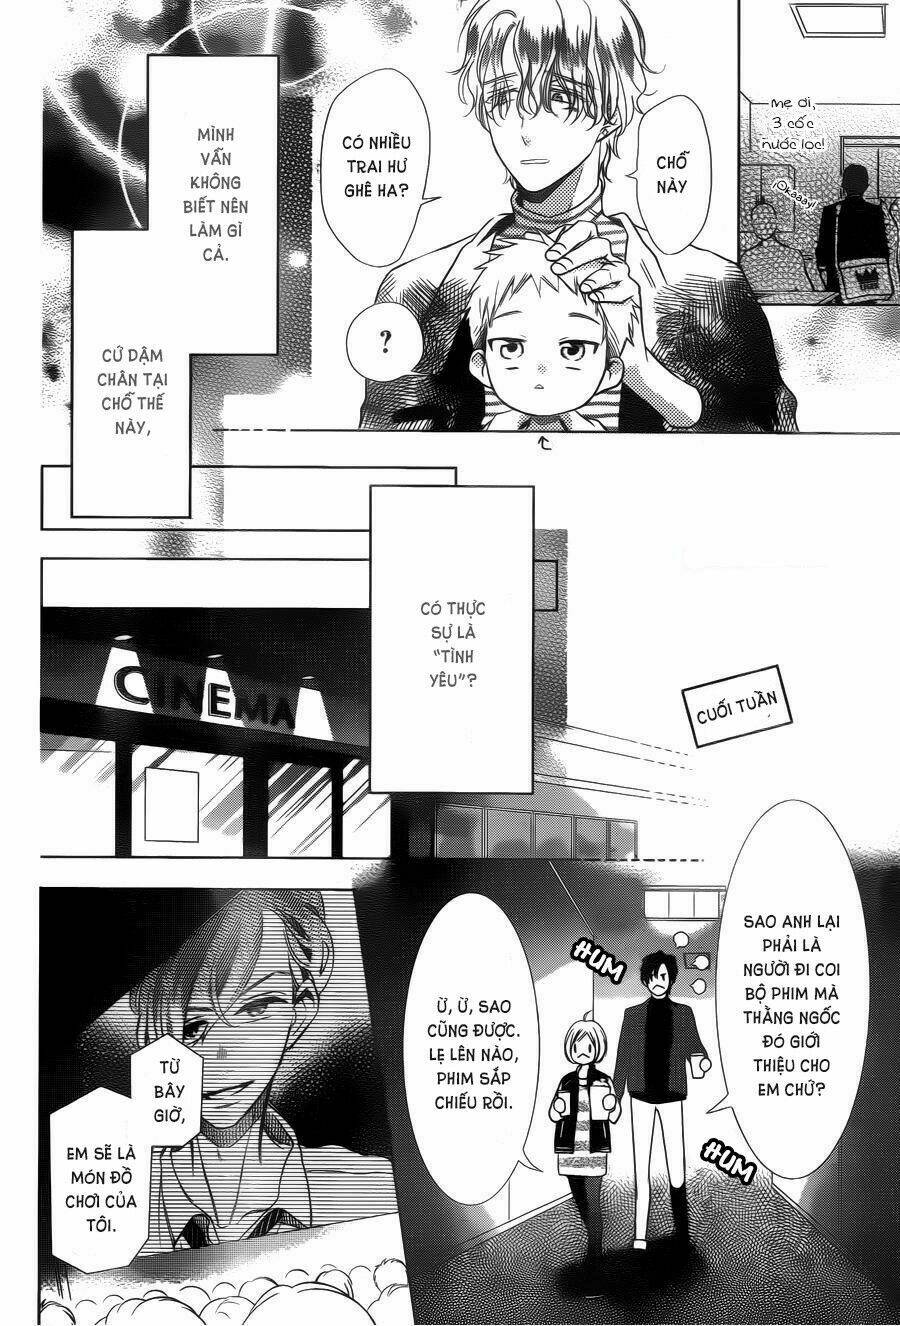 mẹ ơi,
3 cốc
nước lọc!
(Okaaay!
CHỖ
NÀY
CÓ NHIỀU
TRAI HƯ
GHÊ HA?
?
MÌNH
VẪN
KHÔNG
BIẾT NÊN
LÀM GÌ
CẢ.
CỨ DẬM
CHÂN TẠI
CHỖ THẾ
NÀY,
CÓ THỰC
SỰ LÀ
“TÌNH
YÊU”?
CINEMA
CUỐI TUẦN
SAO ANH LẠI
PHẢI LÀ
NGƯỜI ĐI COI
BỘ PHIM MÀ
THẰNG NGỐC
ĐÓ GIỚI
THIỆU CHO
EM CHỨ?
HUM
HUM
Ừ, Ừ, SAO
CŨNG ĐƯỢC.
LẸ LÊN NÀO,
PHIM SẮP
CHIẾU RỒI.
TỪ
BÂY
GIỜ,
EM SẼ LÀ
MÓN ĐỒ
CHƠI CỦA
TÔI.